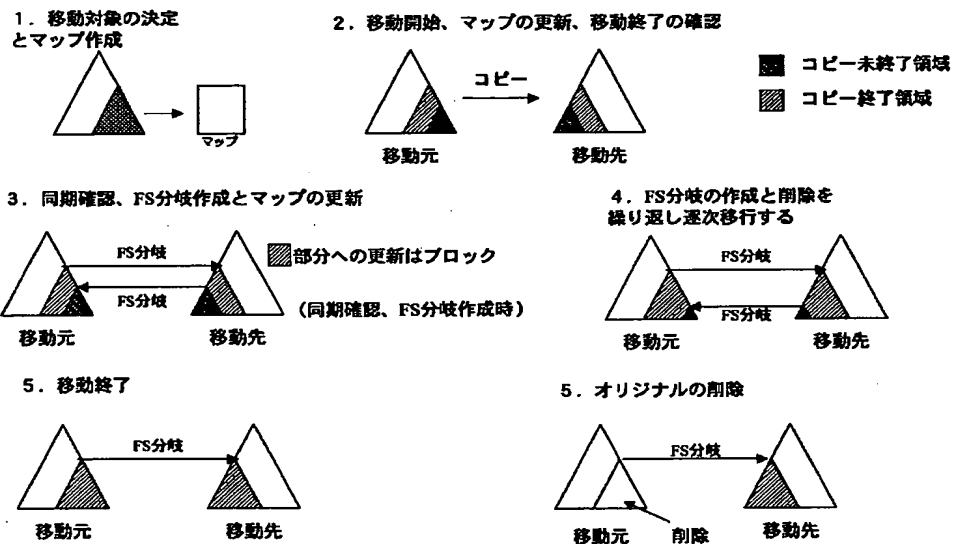 1．移動対象の決定
とマップ作成
マップ
2．移動開始、マップの更新、移動終了の確認
コピー
移動元
移動先
コピー未終了領域
コピー終了領域
3．同期確認、FS分岐作成とマップの更新
FS分岐
FS分岐
部分への更新はブロック
（同期確認、FS分岐作成時）
移動元
移動先
4．FS分岐の作成と削除を
繰り返し逐次移行する
FS分岐
FS分岐
移動元
移動先
5．移動終了
FS分岐
移動元
移動先
5．オリジナルの削除
FS分岐
移動元
削除
移動先